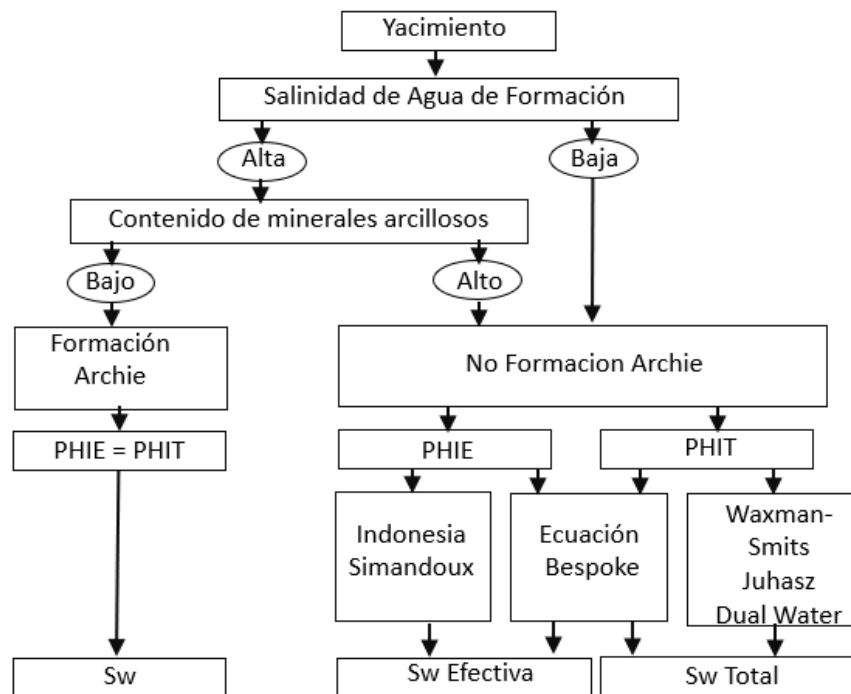 Yacimiento
Salinidad de Agua de Formación
Alta
Baja
Contenido de minerales arcillosos
Bajo
Alto
Formación
Archie
No Formacion Archie
PHIE = PHIT
PHIE
PHIT
Indonesia
Simandoux
Ecuación
Bespoke
Waxman-
Smits
Juhasz
Dual Water
Sw
Sw Efectiva
Sw Total